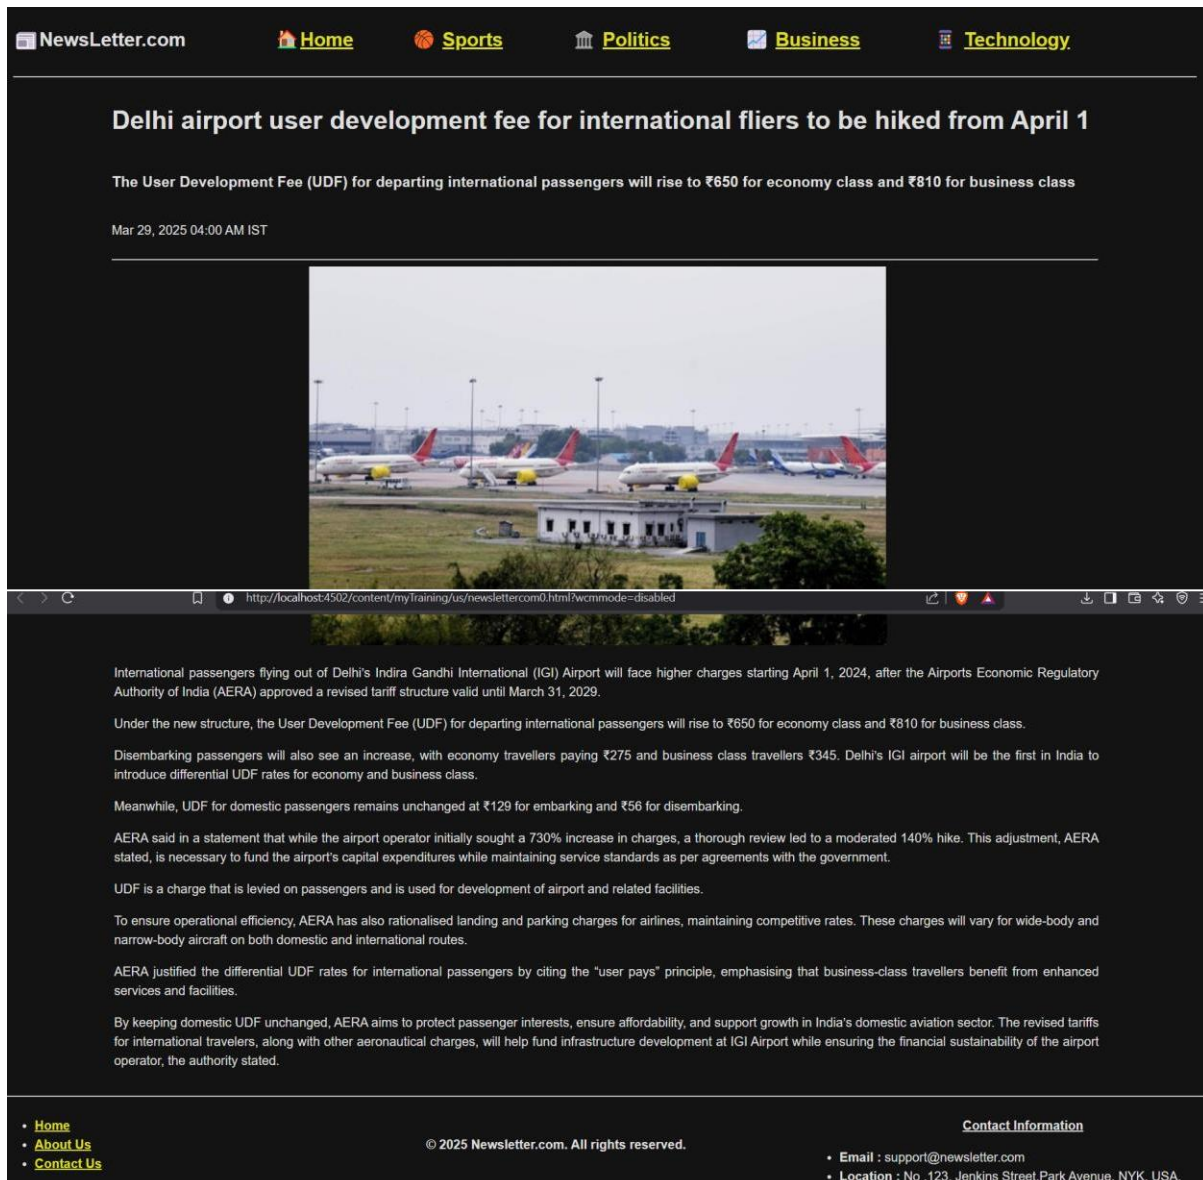 NewsLetter.com Home Sports Politics Business Technology
Delhi airport user development fee for international fliers to be hiked from April 1
The User Development Fee (UDF) for departing international passengers will rise to ₹650 for economy class and ₹810 for business class
Mar 29, 2025 04:00 AM IST
http://localhost:4502/content/myTraining/us/newslettercom0.html?wcmmode=disabled
International passengers flying out of Delhi's Indira Gandhi International (IGI) Airport will face higher charges starting April 1, 2024, after the Airports Economic Regulatory
Authority of India (AERA) approved a revised tariff structure valid until March 31, 2029.
Under the new structure, the User Development Fee (UDF) for departing international passengers will rise to ₹650 for economy class and ₹810 for business class.
Disembarking passengers will also see an increase, with economy travellers paying ₹275 and business class travellers ₹345. Delhi's IGI airport will be the first in India to
introduce differential UDF rates for economy and business class.
Meanwhile, UDF for domestic passengers remains unchanged at ₹129 for embarking and ₹56 for disembarking.
AERA said in a statement that while the airport operator initially sought a 730% increase in charges, a thorough review led to a moderated 140% hike. This adjustment, AERA
stated, is necessary to fund the airport's capital expenditures while maintaining service standards as per agreements with the government.
UDF is a charge that is levied on passengers and is used for development of airport and related facilities.
To ensure operational efficiency, AERA has also rationalised landing and parking charges for airlines, maintaining competitive rates. These charges will vary for wide-body and
narrow-body aircraft on both domestic and international routes.
AERA justified the differential UDF rates for international passengers by citing the “user pays” principle, emphasising that business-class travellers benefit from enhanced
services and facilities.
By keeping domestic UDF unchanged, AERA aims to protect passenger interests, ensure affordability, and support growth in India's domestic aviation sector. The revised tariffs
for international travelers, along with other aeronautical charges, will help fund infrastructure development at IGI Airport while ensuring the financial sustainability of the airport
operator, the authority stated.
• Home
• About Us
• Contact Us
© 2025 Newsletter.com. All rights reserved.
Contact Information
• Email : support@newsletter.com
• Location : No .123, Jenkins Street,Park Avenue, NYK, USA.